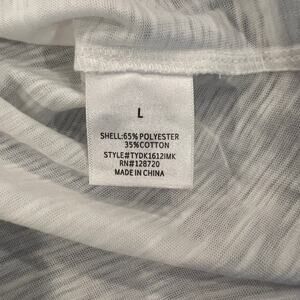 L
SHELL:65% POLYESTER
35%COTTON
STYLE#TYDK1612IMK
RN#128720
MADE IN CHINA